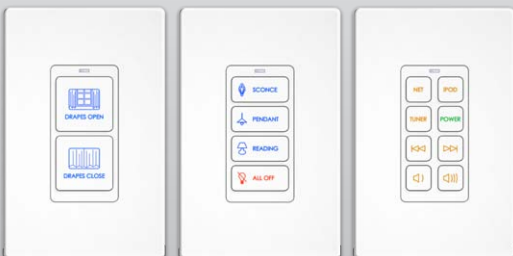 DRAPES OPEN
DRAPES CLOSE
SCONCE
PENDANT
READING
ALL OFF
NET
IPOD
TUNER
POWER